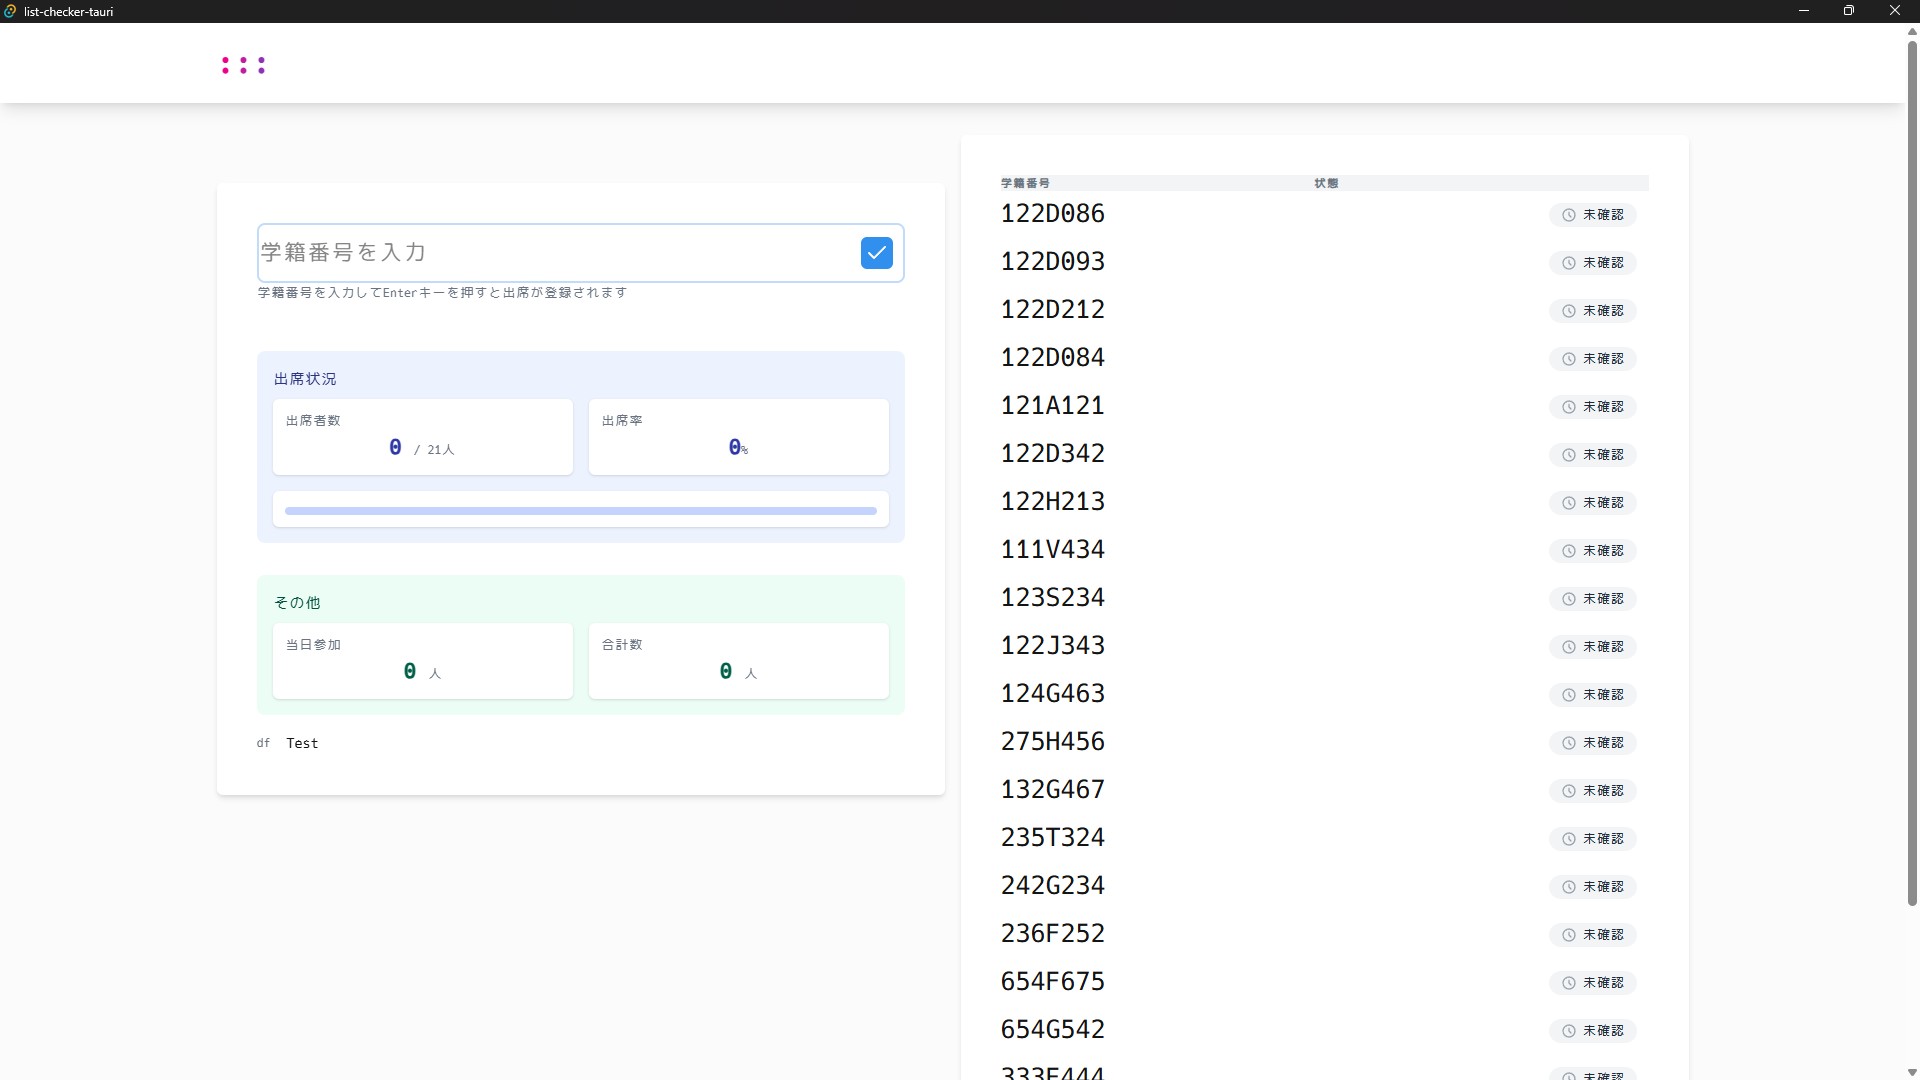 list-checker-tauri
学籍番号を入力
学籍番号を入力してEnterキーを押すと出席が登録されます
出席状況
出席者数
0 / 21人
出席率
0%
その他
当日参加
0 人
合計数
0 人
df Test
学籍番号 状態
122D086 未確認
122D093 未確認
122D212 未確認
122D084 未確認
121A121 未確認
122D342 未確認
122H213 未確認
111V434 未確認
123S234 未確認
122J343 未確認
124G463 未確認
275H456 未確認
132G467 未確認
235T324 未確認
242G234 未確認
236F252 未確認
654F675 未確認
654G542 未確認
未確認